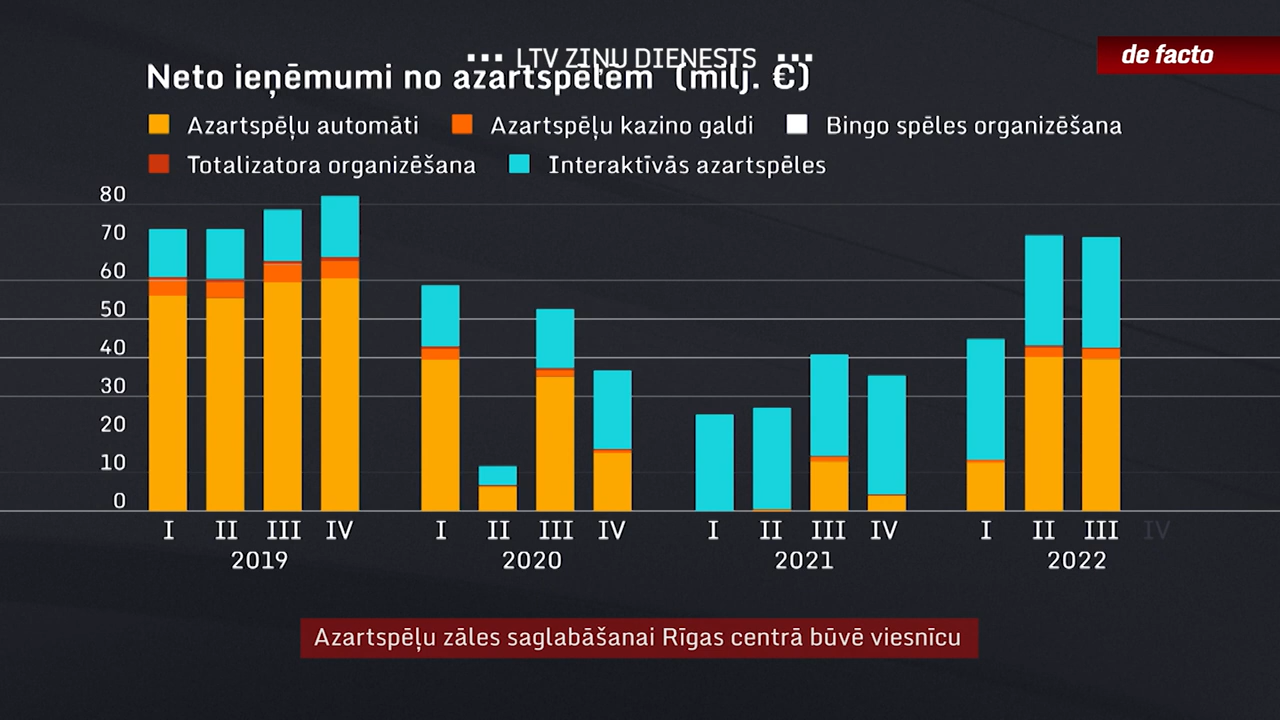 LTV ZIŅU DIENESTS
de facto
Neto ieņēmumi no azartspēlēm (milj. €)
Azartspēļu automāti Azartspēļu kazino galdi Bingo spēles organizēšana
Totalizatora organizēšana Interaktīvās azartspēles
80
70
60
50
40
30
20
10
0
I II III IV I II III IV I II III IV I II III IV
2019 2020 2021 2022
Azartspēļu zāles saglabāšanai Rīgas centrā būvē viesnīcu